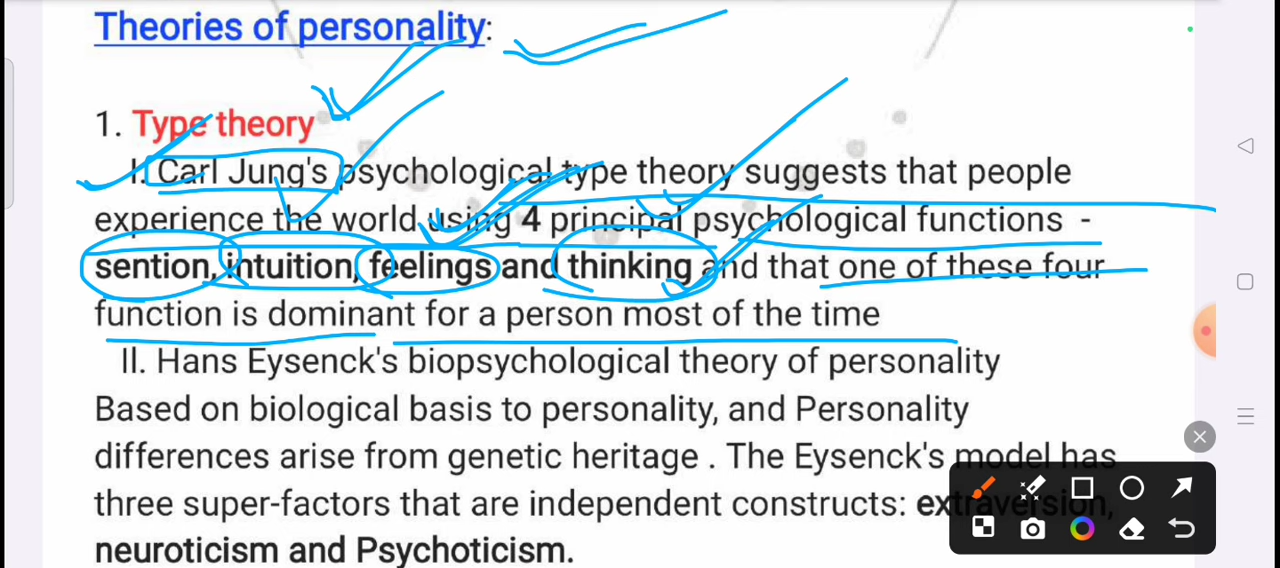 Theories of personality:
1. Type theory
I. Carl Jung's psychological type theory suggests that people
experience the world using 4 principal psychological functions -
sention, intuition, feelings and thinking and that one of these four
function is dominant for a person most of the time
II. Hans Eysenck's biopsychological theory of personality
Based on biological basis to personality, and Personality
differences arise from genetic heritage . The Eysenck's model has
three super-factors that are independent constructs: extraversion,
neuroticism and Psychoticism.